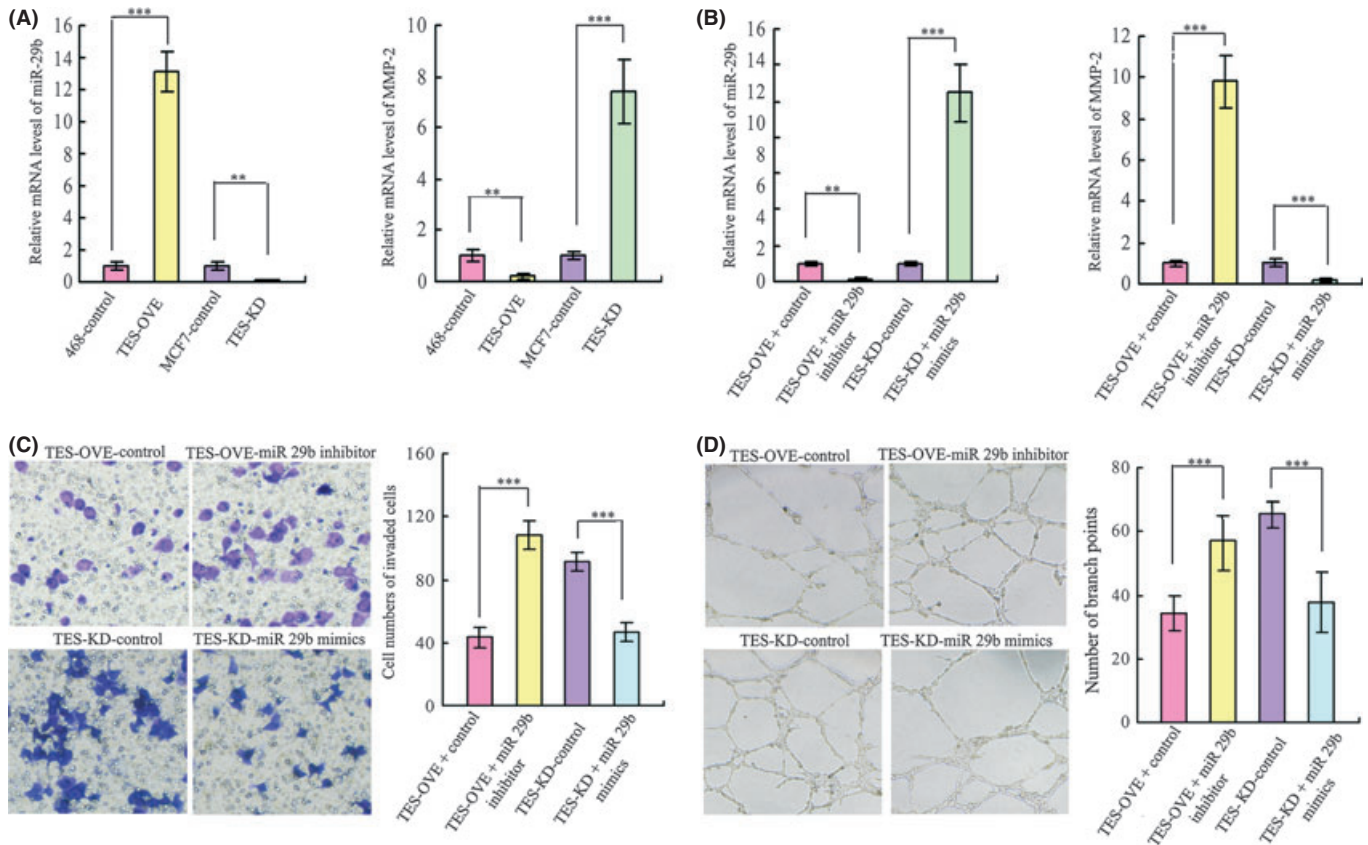 (A)
Relative mRNA levesl of miR-29b
16
14
12
10
8
6
4
2
0
***
**
468-control
TES-OVE
MCF7-control
TES-KD
Relative mRNA levesl of MMP-2
10
8
6
4
2
0
**
***
468-control
TES-OVE
MCF7-control
TES-KD
(B)
Relative mRNA levesl of miR-29b
16
14
12
10
8
6
4
2
0
**
***
TES-OVE + control
TES-OVE + miR 29b
inhibitor
TES-KD-control
TES-KD + miR 29b
mimics
Relative mRNA levesl of MMP-2
12
10
8
6
4
2
0
***
***
TES-OVE + control
TES-OVE + miR 29b
inhibitor
TES-KD-control
TES-KD + miR 29b
mimics
(C)
TES-OVE-control
TES-OVE-miR 29b inhibitor
TES-KD-control
TES-KD-miR 29b mimics
Cell numbers of invaded cells
160
120
80
40
0
***
***
TES-OVE + control
TES-OVE + miR 29b
inhibitor
TES-KD-control
TES-KD + miR 29b
mimics
(D)
TES-OVE-control
TES-OVE-miR 29b inhibitor
TES-KD-control
TES-KD-miR 29b mimics
Number of branch points
80
60
40
20
0
***
***
TES-OVE + control
TES-OVE + miR 29b
inhibitor
TES- KD-control
TES-KD + miR 29b
mimics